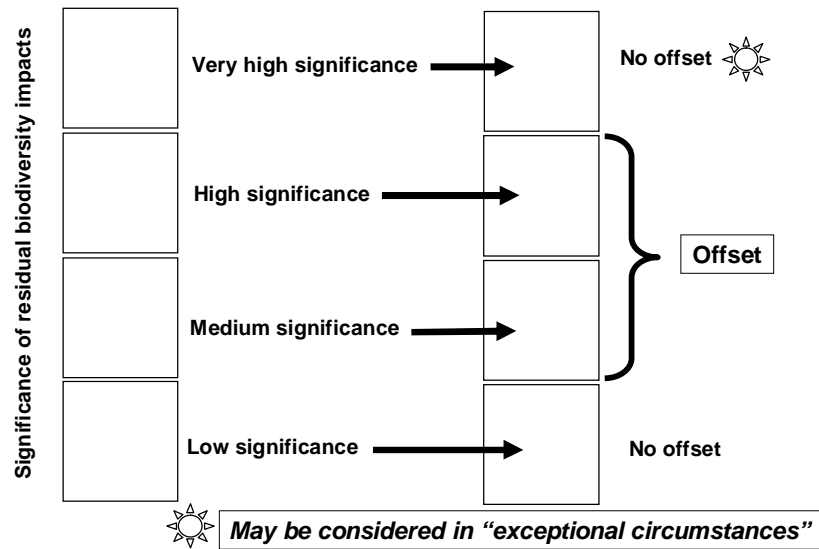 Significance of residual biodiversity impacts
Very high significance
No offset
High significance
Offset
Medium significance
Low significance
No offset
May be considered in “exceptional circumstances”